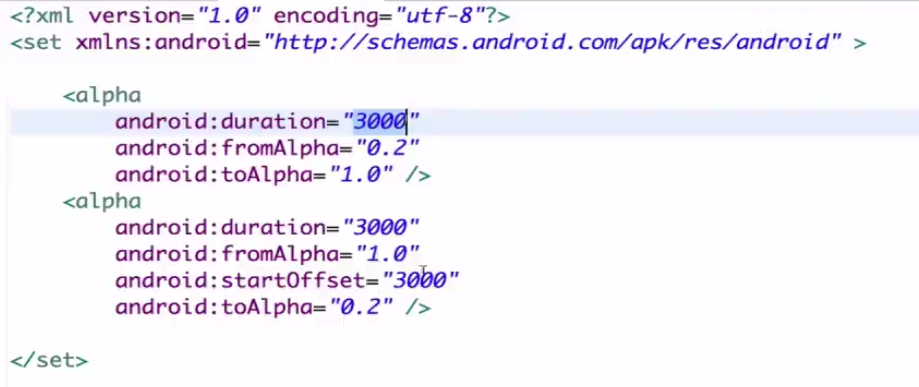 <?xml version="1.0" encoding="utf-8"?>
<set xmlns:android="http://schemas.android.com/apk/res/android" >
<alpha
android:duration="3000"
android:fromAlpha="0.2"
android:toAlpha="1.0" />
<alpha
android:duration="3000"
android:fromAlpha="1.0"
android:startOffset="3000"
android:toAlpha="0.2" />
</set>